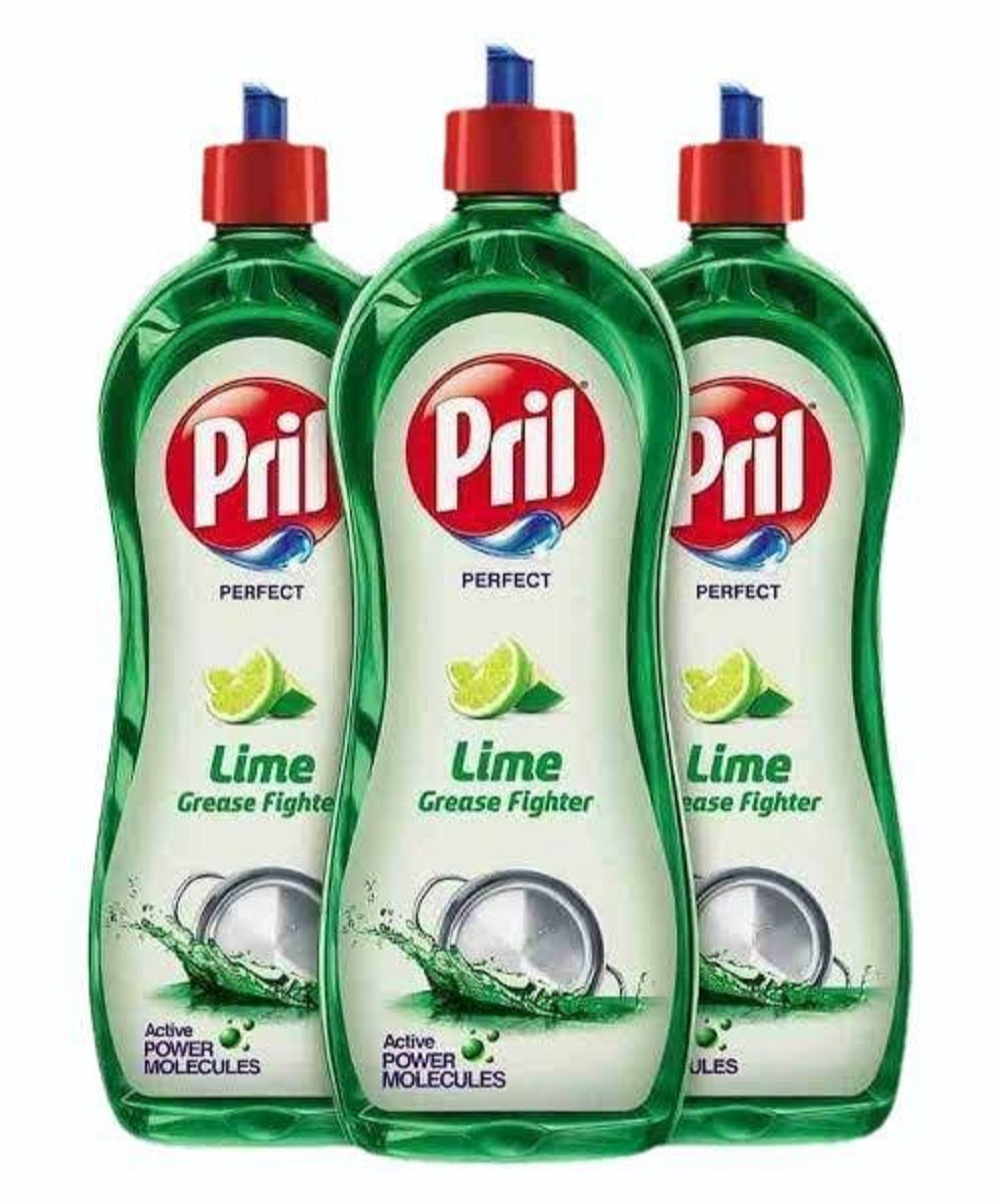 Pril
PERFECT
Lime
Grease Fighte
Active
POWER
MOLECULES
Pril®
PERFECT
Lime
Grease Fighter
Active
POWER
MOLECULES
Pril
PERFECT
Lime
ease Fighter
ULES